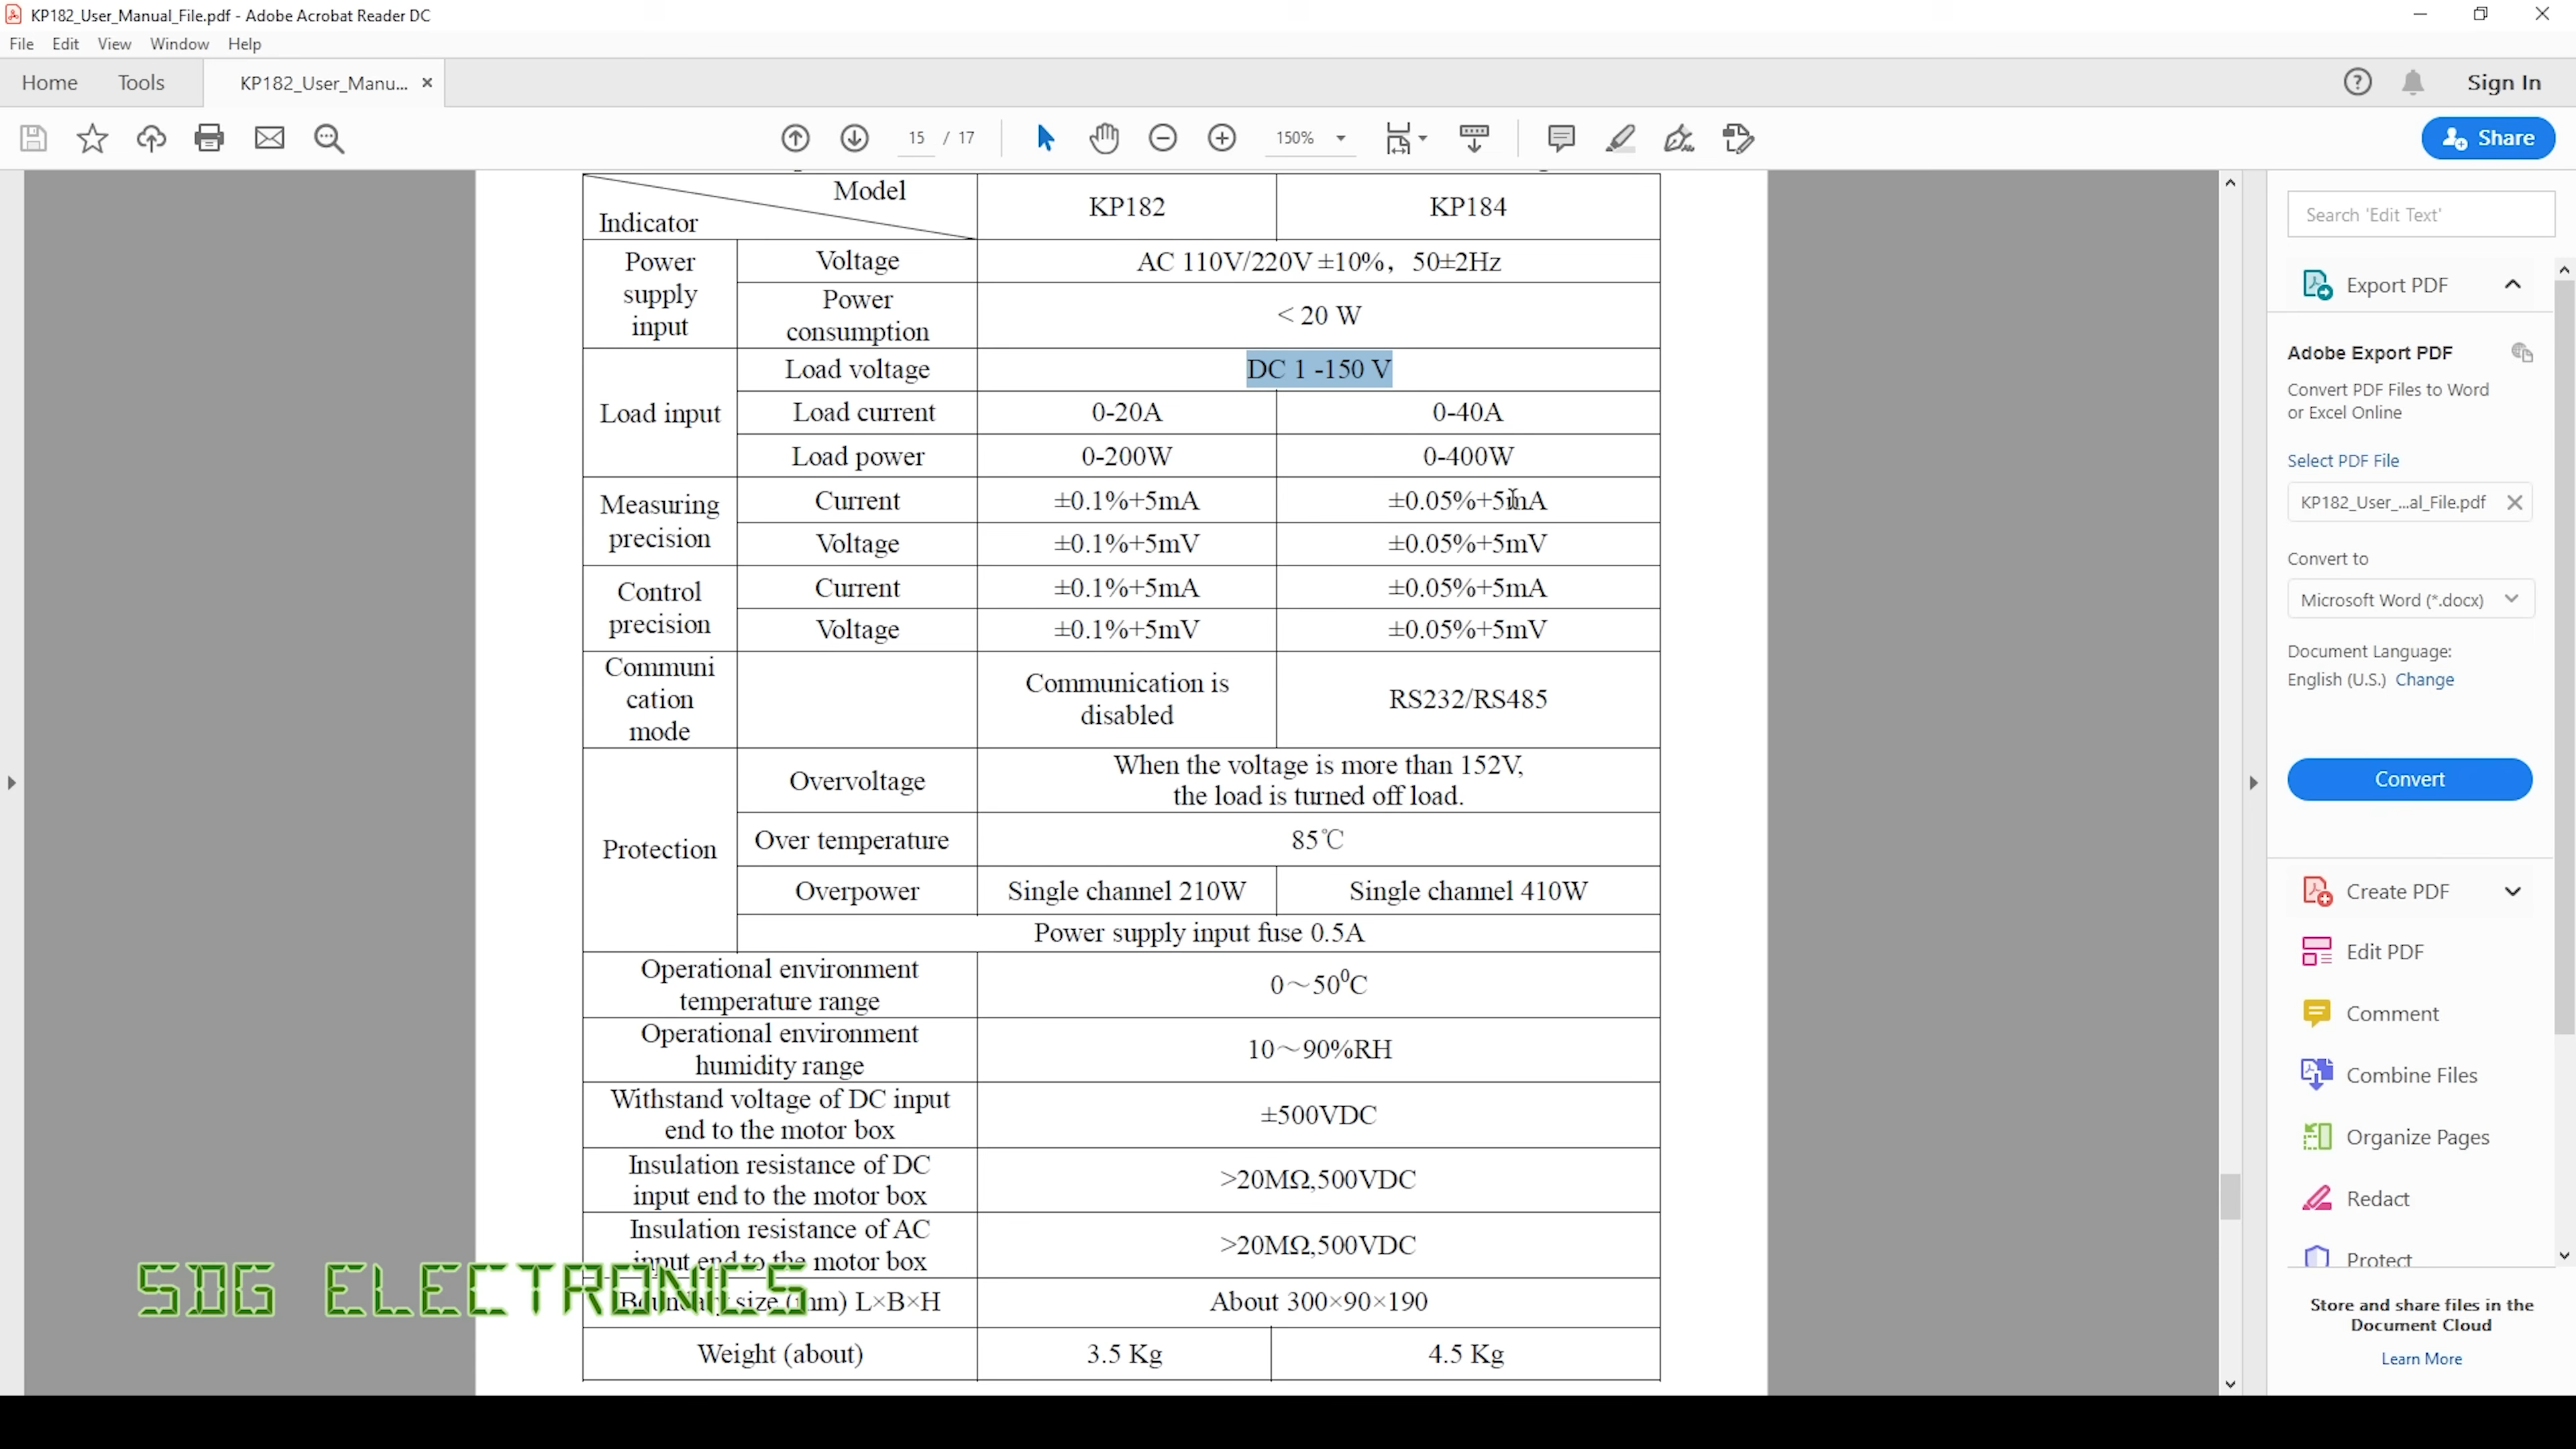 KP182_User_Manual_File.pdf - Adobe Acrobat Reader DC
File Edit View Window Help
Home Tools KP182_User_Manu... × Sign In
15 / 17 150% Share
Model
Indicator
KP182 KP184
Power supply input
Voltage AC 110V/220V ±10%, 50±2Hz
Power consumption < 20 W
Load input
Load voltage DC 1 -150 V
Load current 0-20A 0-40A
Load power 0-200W 0-400W
Measuring precision
Current ±0.1%+5mA ±0.05%+5mA
Voltage ±0.1%+5mV ±0.05%+5mV
Control precision
Current ±0.1%+5mA ±0.05%+5mA
Voltage ±0.1%+5mV ±0.05%+5mV
Communi
cation
mode
Communication is
disabled
RS232/RS485
Protection
Overvoltage
When the voltage is more than 152V,
the load is turned off load.
Over temperature 85℃
Overpower Single channel 210W Single channel 410W
Power supply input fuse 0.5A
Operational environment
temperature range
0～50⁰C
Operational environment
humidity range
10～90%RH
Withstand voltage of DC input
end to the motor box
±500VDC
Insulation resistance of DC
input end to the motor box
>20MΩ,500VDC
Insulation resistance of AC
input end to the motor box
>20MΩ,500VDC
size (mm) L×B×H About 300×90×190
Weight (about) 3.5 Kg 4.5 Kg
SDG ELECTRONICS
Search 'Edit Text'
Export PDF
Adobe Export PDF
Convert PDF Files to Word
or Excel Online
Select PDF File
KP182_User_...al_File.pdf
Convert to
Microsoft Word (*.docx)
Document Language:
English (U.S.) Change
Convert
Create PDF
Edit PDF
Comment
Combine Files
Organize Pages
Redact
Protect
Store and share files in the
Document Cloud
Learn More